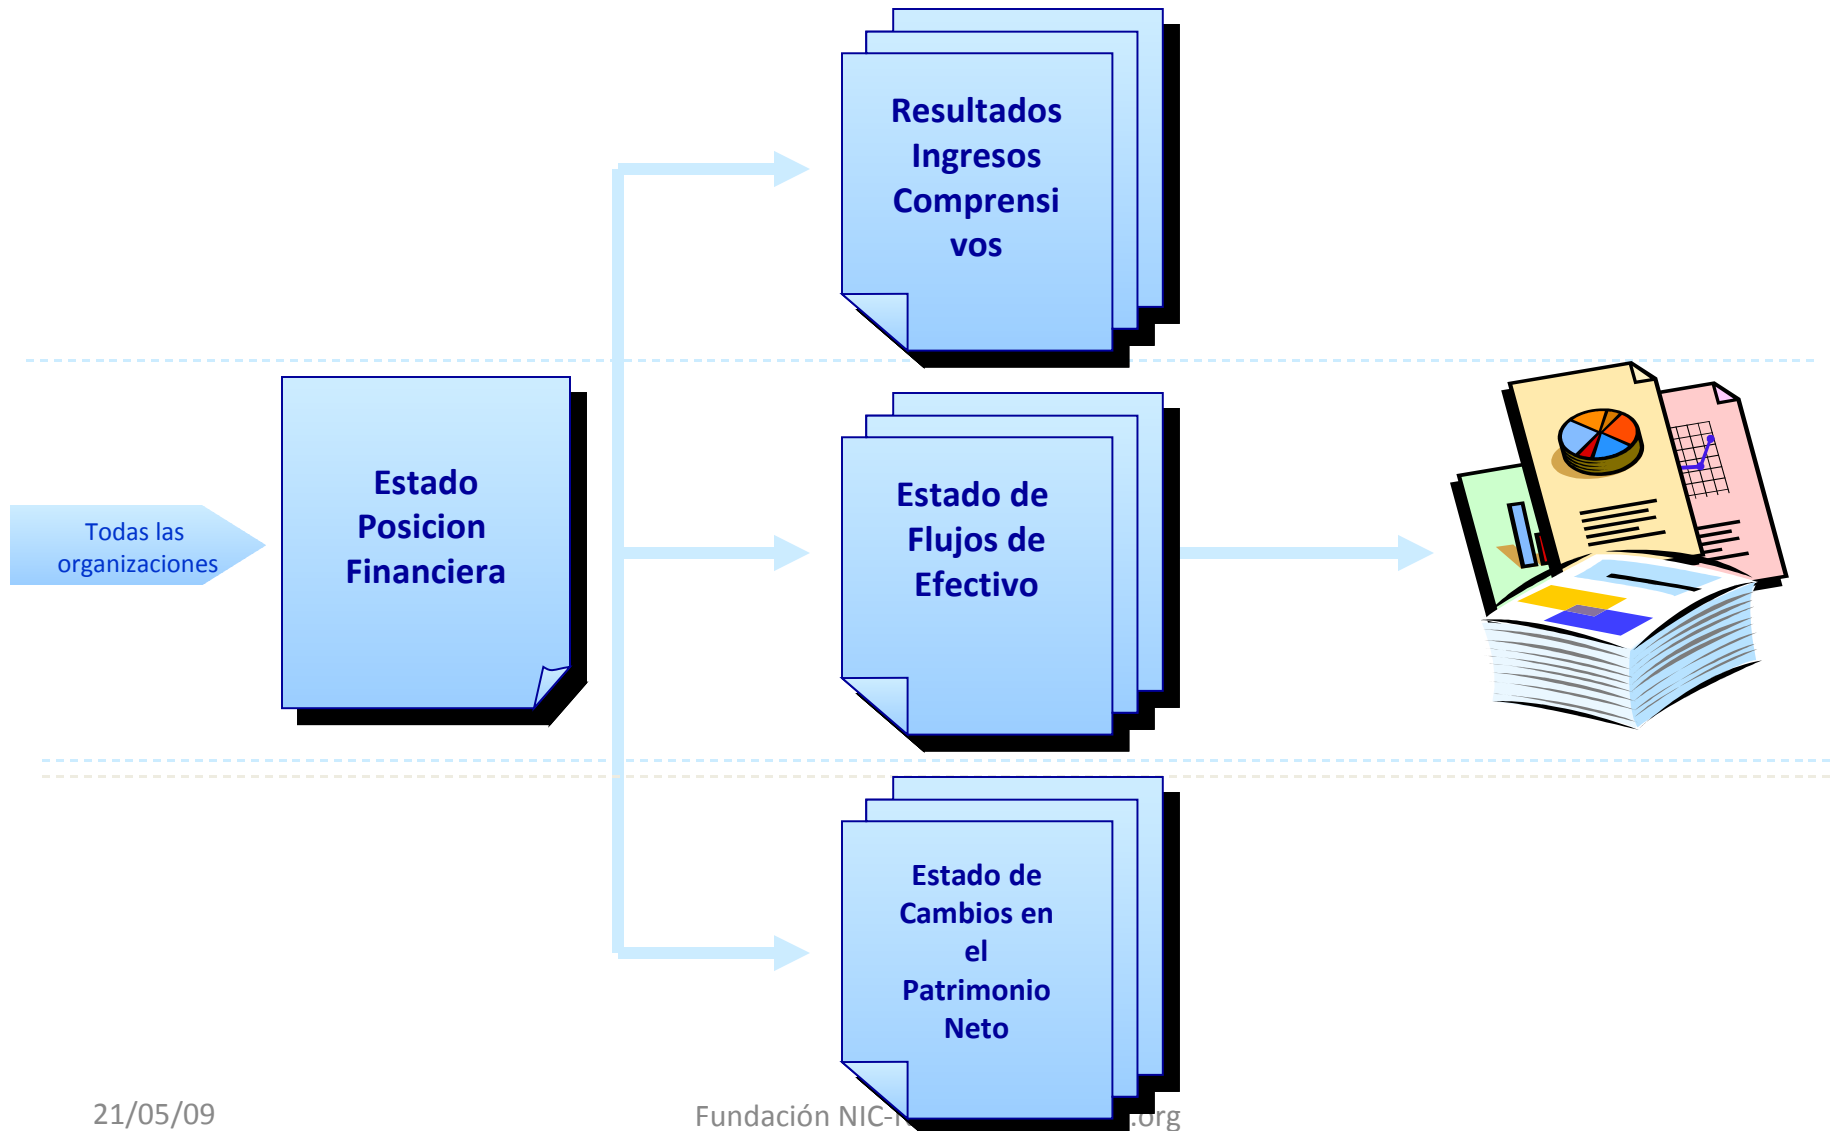 Resultados
Ingresos
Comprensi
vos
Todas las
organizaciones
Estado
Posicion
Financiera
Estado de
Flujos de
Efectivo
Estado de
Cambios en
el
Patrimonio
Neto
21/05/09
Fundación NIC- .org